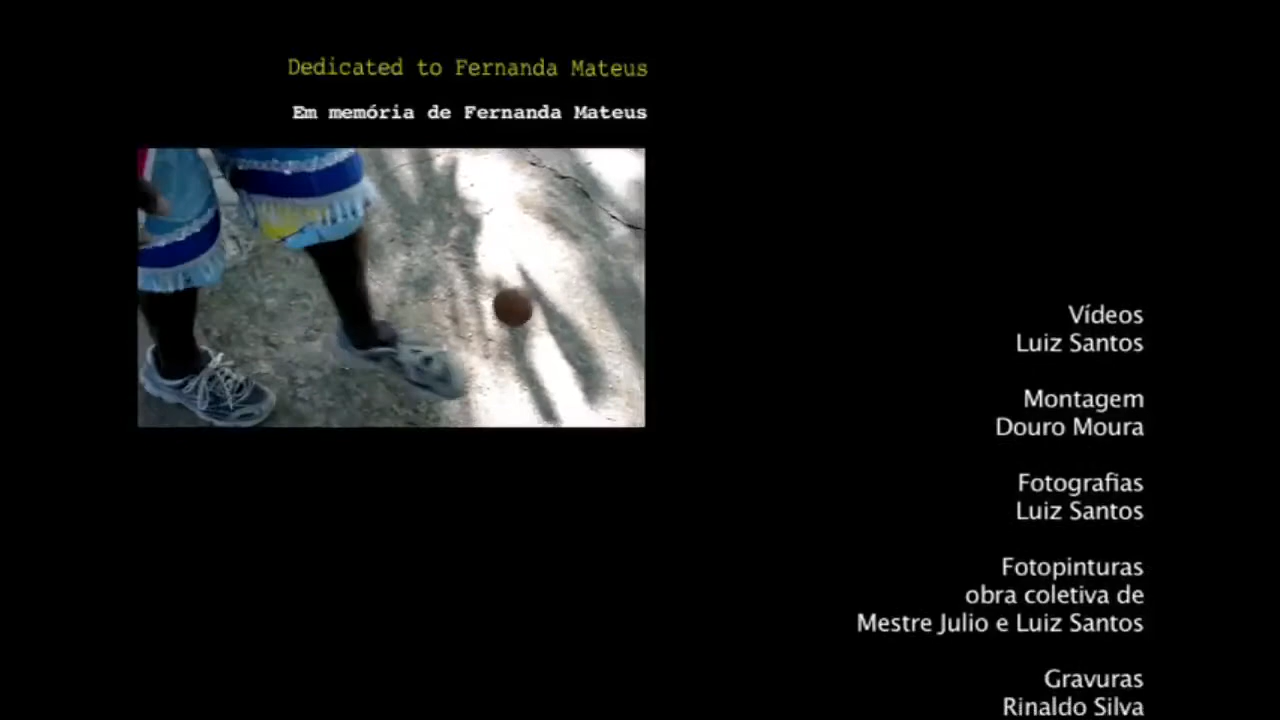 Dedicated to Fernanda Mateus
Em memória de Fernanda Mateus
Vídeos
Luiz Santos
Montagem
Douro Moura
Fotografias
Luiz Santos
Fotopinturas
obra coletiva de
Mestre Julio e Luiz Santos
Gravuras
Rinaldo Silva